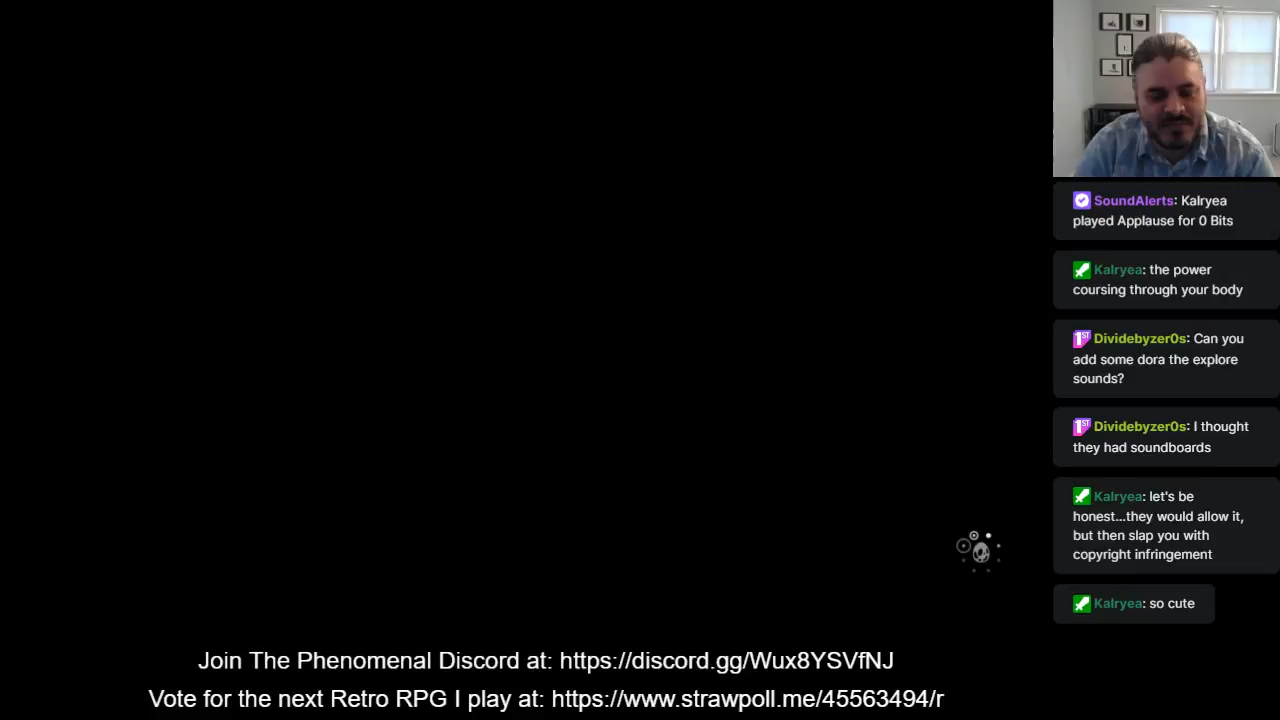 SoundAlerts: Kalryea
played Applause for 0 Bits
Kalryea: the power
coursing through your body
1ST Dividebyzer0s: Can you
add some dora the explore
sounds?
1ST Dividebyzer0s: I thought
they had soundboards
Kalryea: let's be
honest...they would allow it,
but then slap you with
copyright infringement
Kalryea: so cute
Join The Phenomenal Discord at: https://discord.gg/Wux8YSVfNJ
Vote for the next Retro RPG I play at: https://www.strawpoll.me/45563494/r